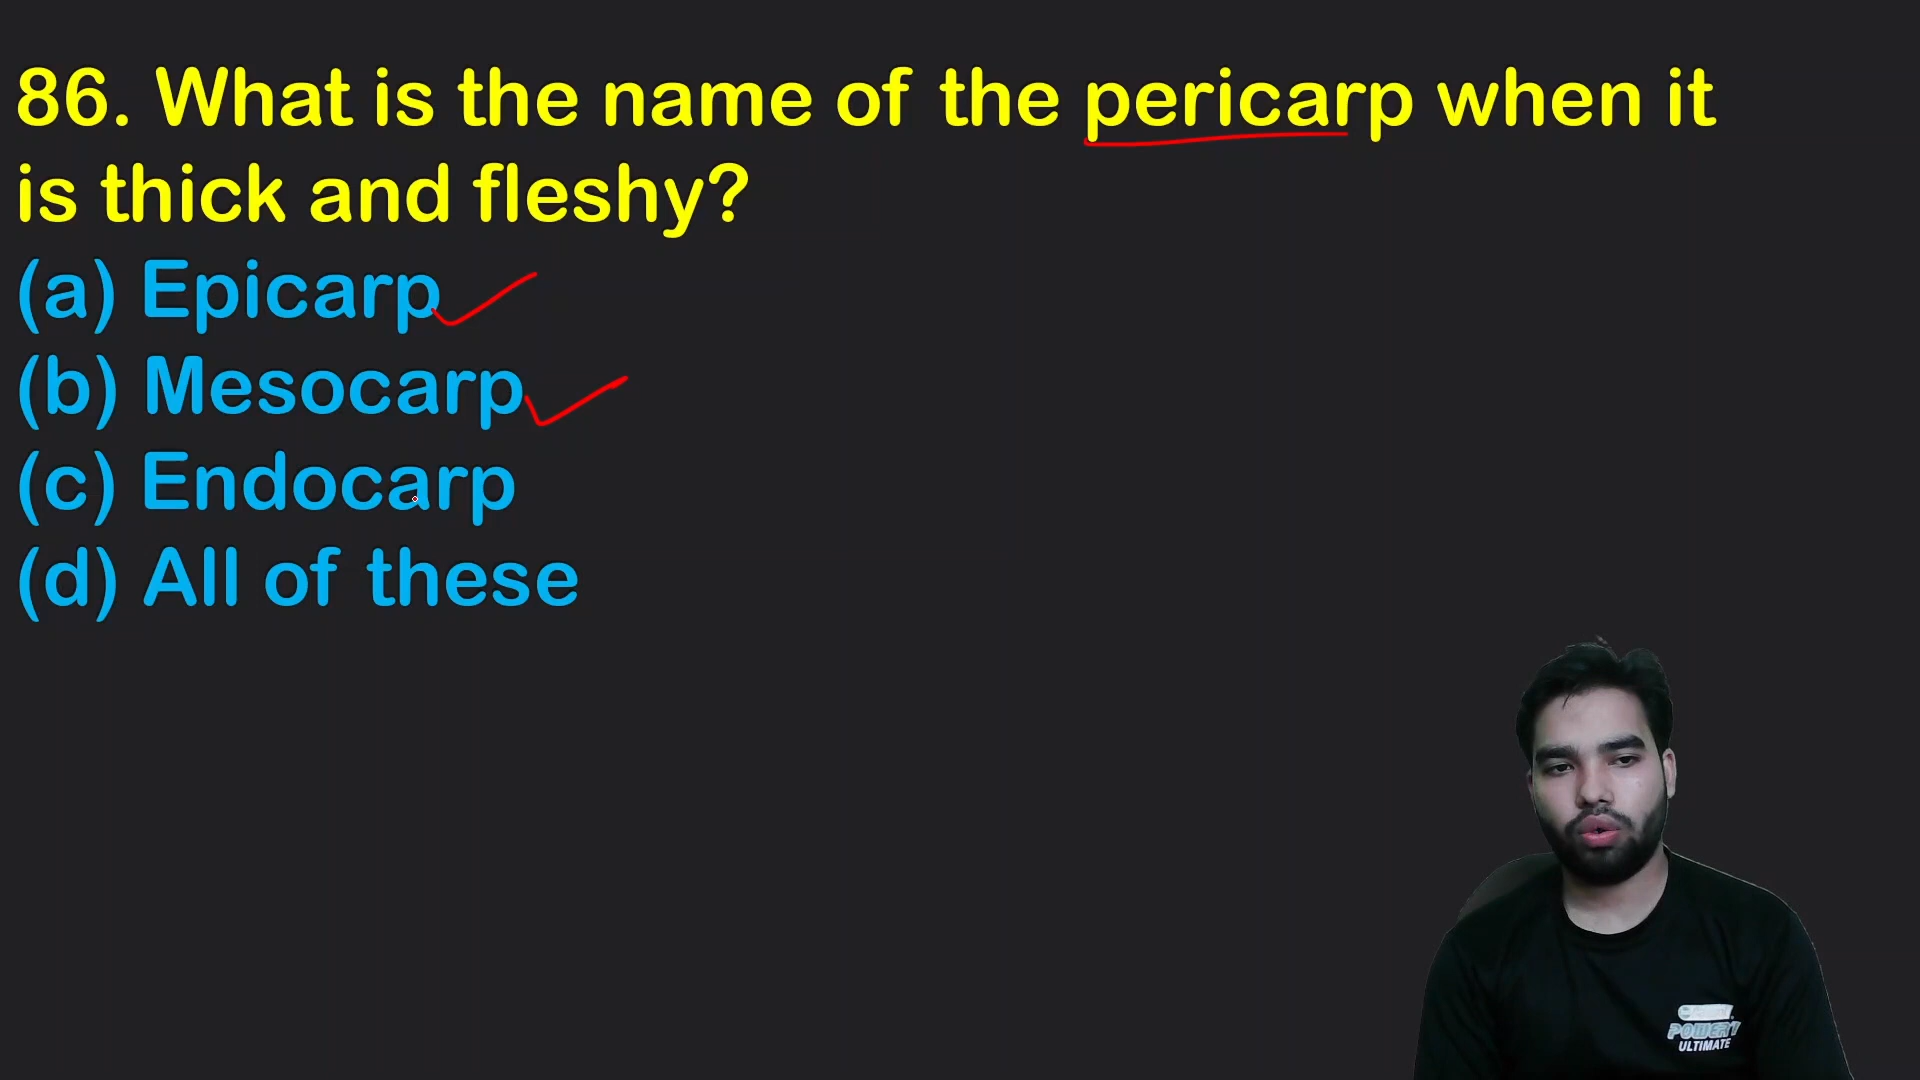 86. What is the name of the pericarp when it
is thick and fleshy?
(a) Epicarp
(b) Mesocarp
(c) Endocarp
(d) All of these
ULTIMATE